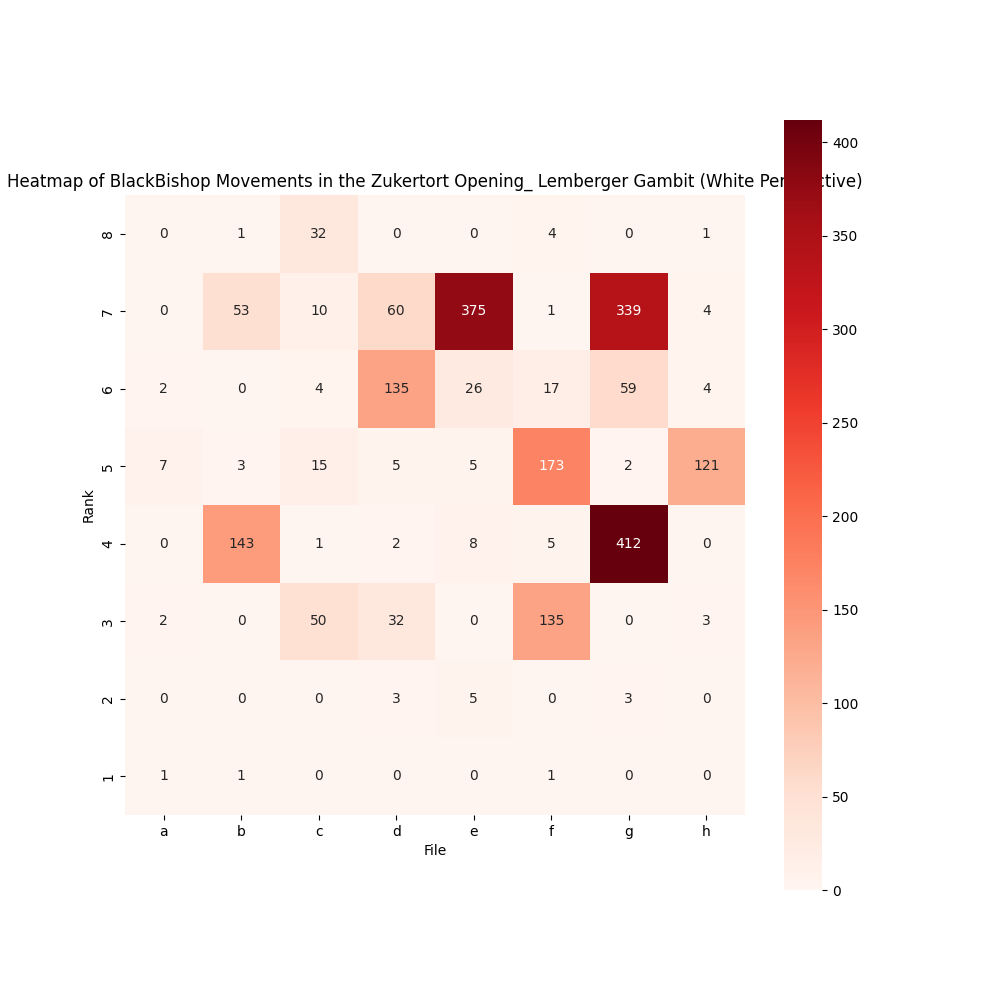 Heatmap of BlackBishop Movements in the Zukertort Opening_ Lemberger Gambit (White Per ctive)
8 0 1 32 0 0 4 0 1
7 0 53 10 60 375 1 339 4
6 2 0 4 135 26 17 59 4
5 7 3 15 5 5 173 2 121
Rank
4 0 143 1 2 8 5 412 0
3 2 0 50 32 0 135 0 3
2 0 0 0 3 5 0 3 0
1 1 1 0 0 0 1 0 0
a b c d e f g h
File
400
350
300
250
200
150
100
50
0